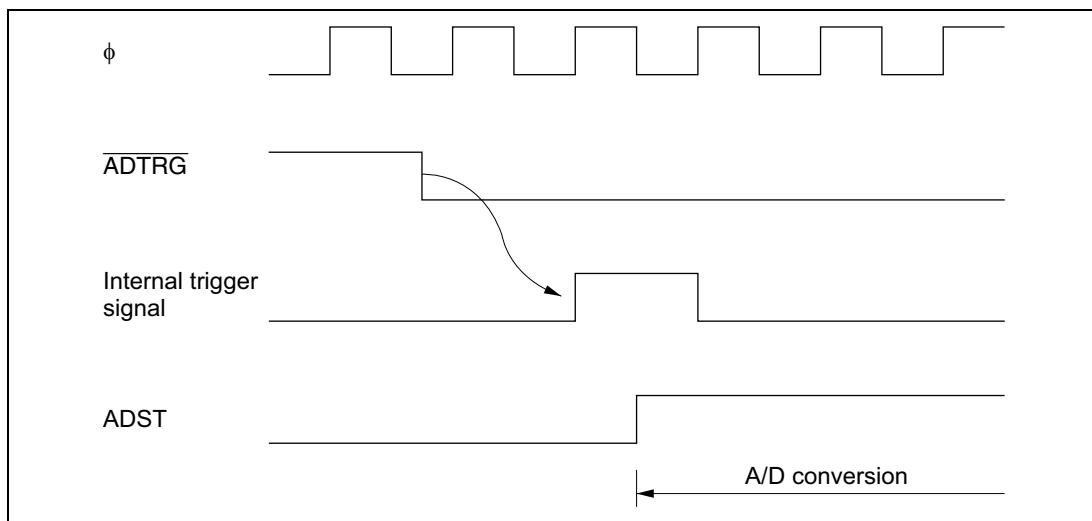 ϕ
ADTRG
Internal trigger
signal
ADST
A/D conversion